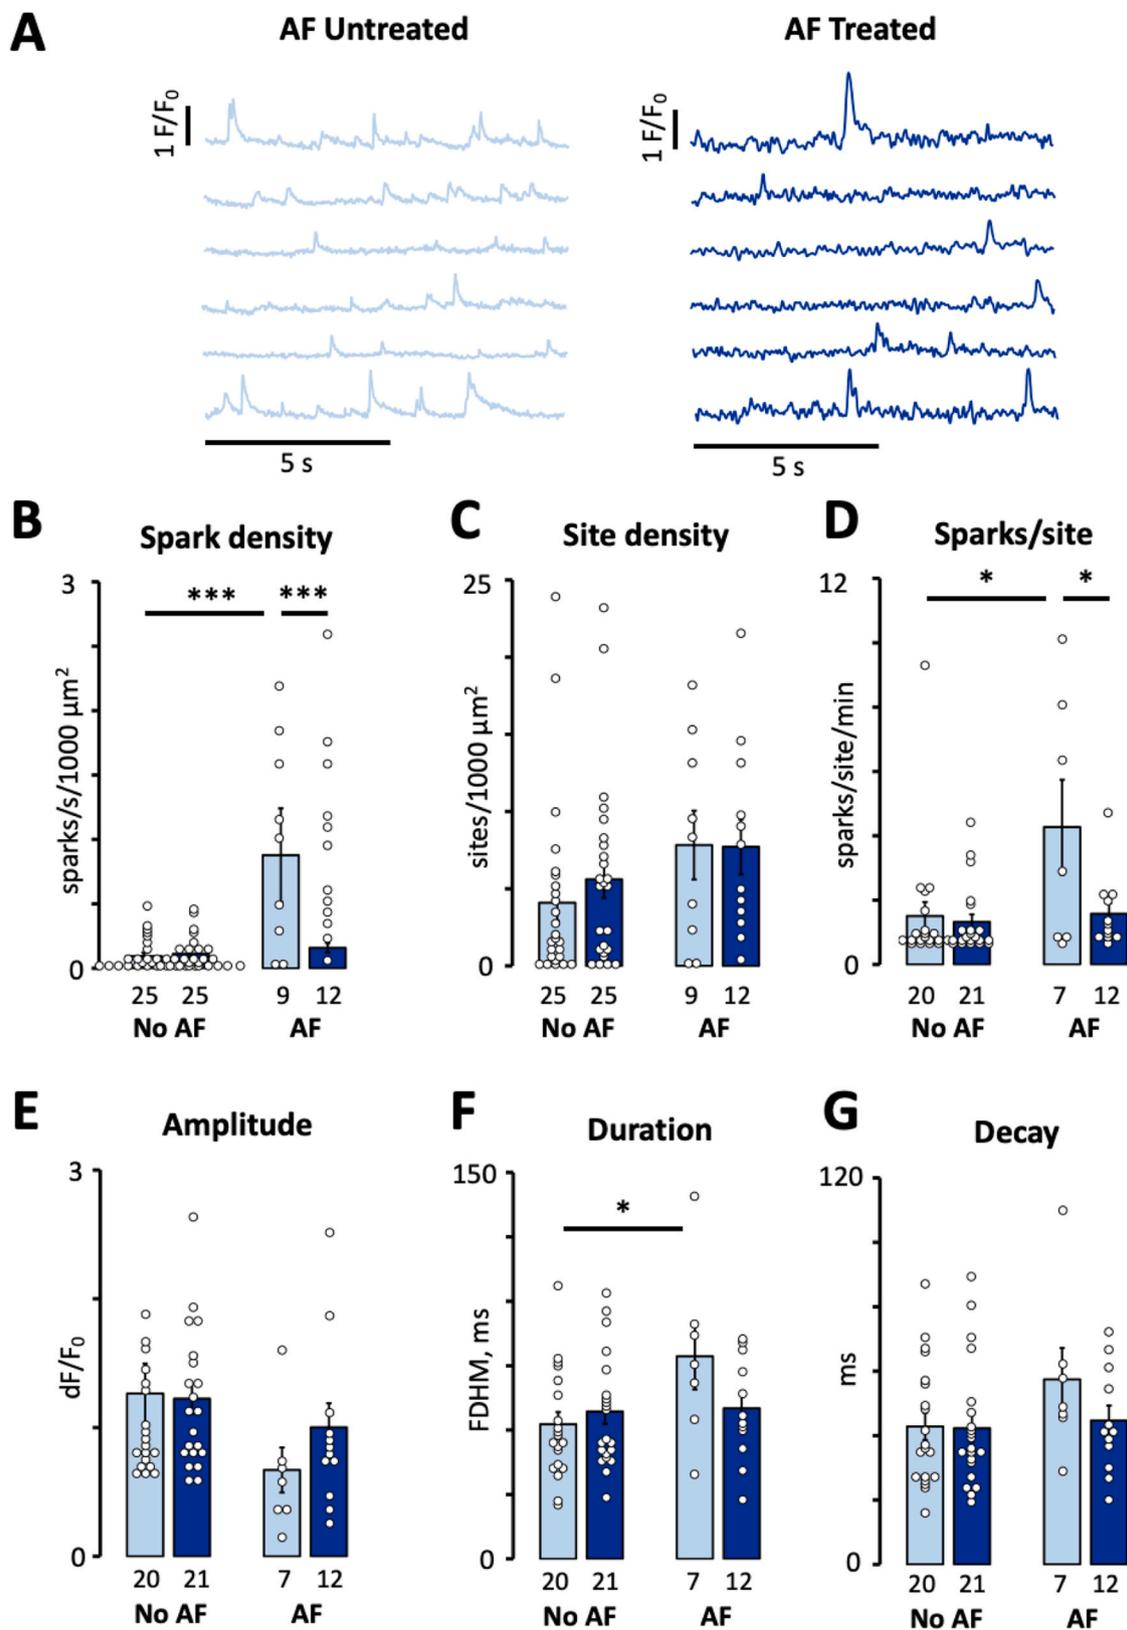 A
AF Untreated
AF Treated
1 F/F₀
1 F/F₀
5 s
5 s
B
Spark density
3
***
***
sparks/s/1000 μm²
0
25
25
9
12
No AF
AF
C
Site density
25
sites/1000 μm²
0
25
25
9
12
No AF
AF
D
Sparks/site
12
*
*
sparks/site/min
0
20
21
7
12
No AF
AF
E
Amplitude
3
dF/F₀
0
20
21
7
12
No AF
AF
F
Duration
150
*
FDHM, ms
0
20
21
7
12
No AF
AF
G
Decay
120
ms
0
20
21
7
12
No AF
AF